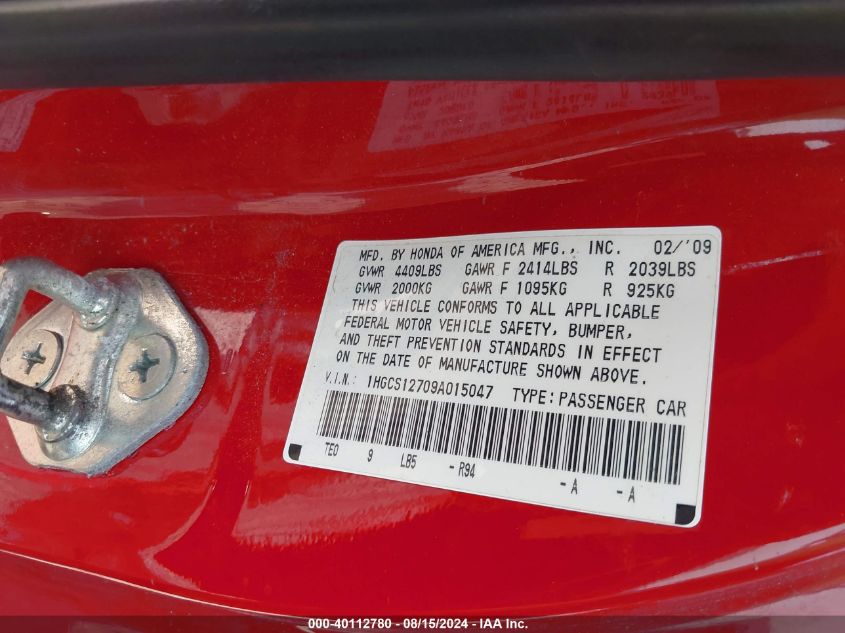 MFD. BY HONDA OF AMERICA MFG., INC. 02/'09
GVWR 4409LBS GAWR F 2414LBS R 2039LBS
GVWR 2000KG GAWR F 1095KG R 925KG
THIS VEHICLE CONFORMS TO ALL APPLICABLE
FEDERAL MOTOR VEHICLE SAFETY, BUMPER,
AND THEFT PREVENTION STANDARDS IN EFFECT
ON THE DATE OF MANUFACTURE SHOWN ABOVE.
V.I.N.: 1HGCS12709A015047 TYPE: PASSENGER CAR
TE0 9 LB5 -R94 -A -A
000-40112780 - 08/15/2024 - IAA Inc.